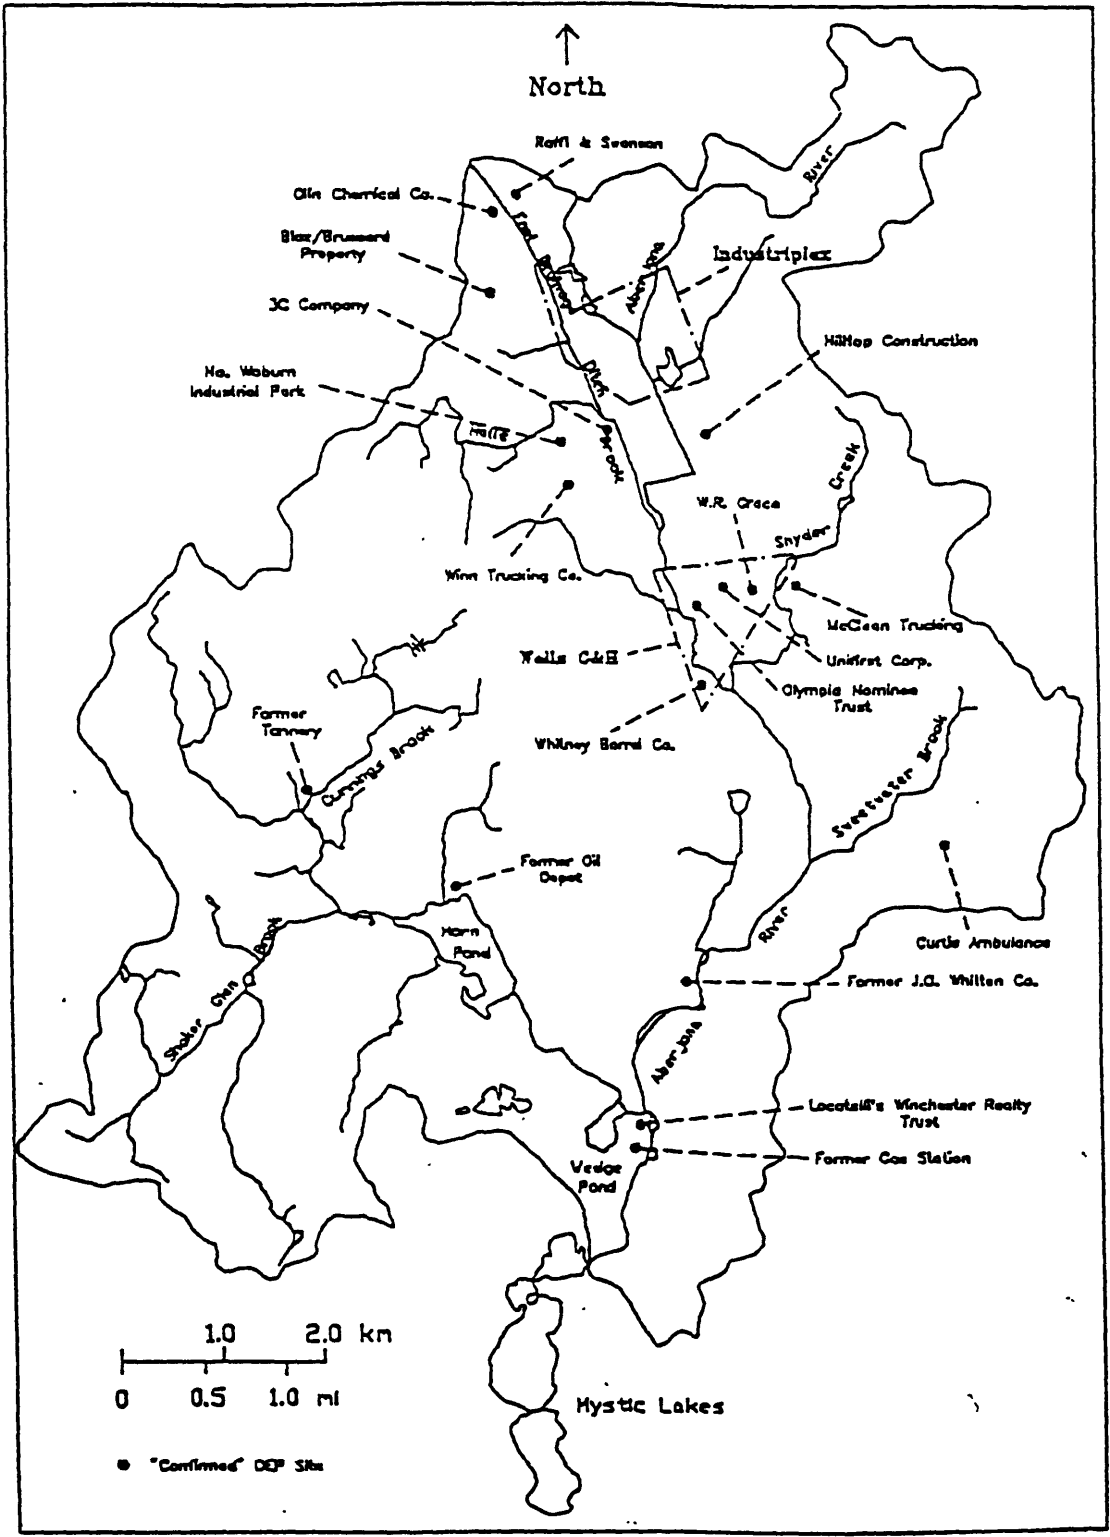 North
Raffi & Swanson
River
Olin Chemical Co.
East
Drainage
Ditch
Aberjona
Industriplex
Property
3C Company
Hilltop Construction
No. Woburn
Industrial Park
Halls
Brook
Creek
W.R. Grace
Snyder
Winn Trucking Co.
McClean Trucking
Wells G&H
Unifirst Corp.
Olympia Nominee
Trust
Former
Tannery
Whitney Barrel Co.
Cummings Brook
Sweetwater Brook
Former Oil
Depot
Horn
Pond
River
Curtis Ambulance
Brook
Former J.O. Whitten Co.
Shaker Glen
Aberjona
Locatelli's Winchester Realty
Trust
Former Gas Station
Wedge
Pond
1.0 2.0 km
0 0.5 1.0 mi
Mystic Lakes
"Confirmed" DEP Site